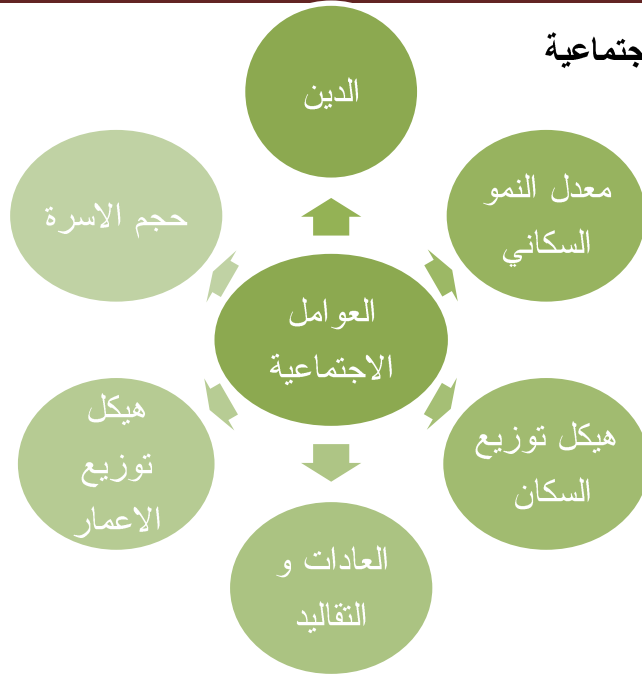 جتماعية
الدين
معدل النمو
السكاني
هيكل توزيع
السكان
العادات و
التقاليد
هيكل
توزيع
الاعمار
حجم الاسرة
العوامل
الاجتماعية